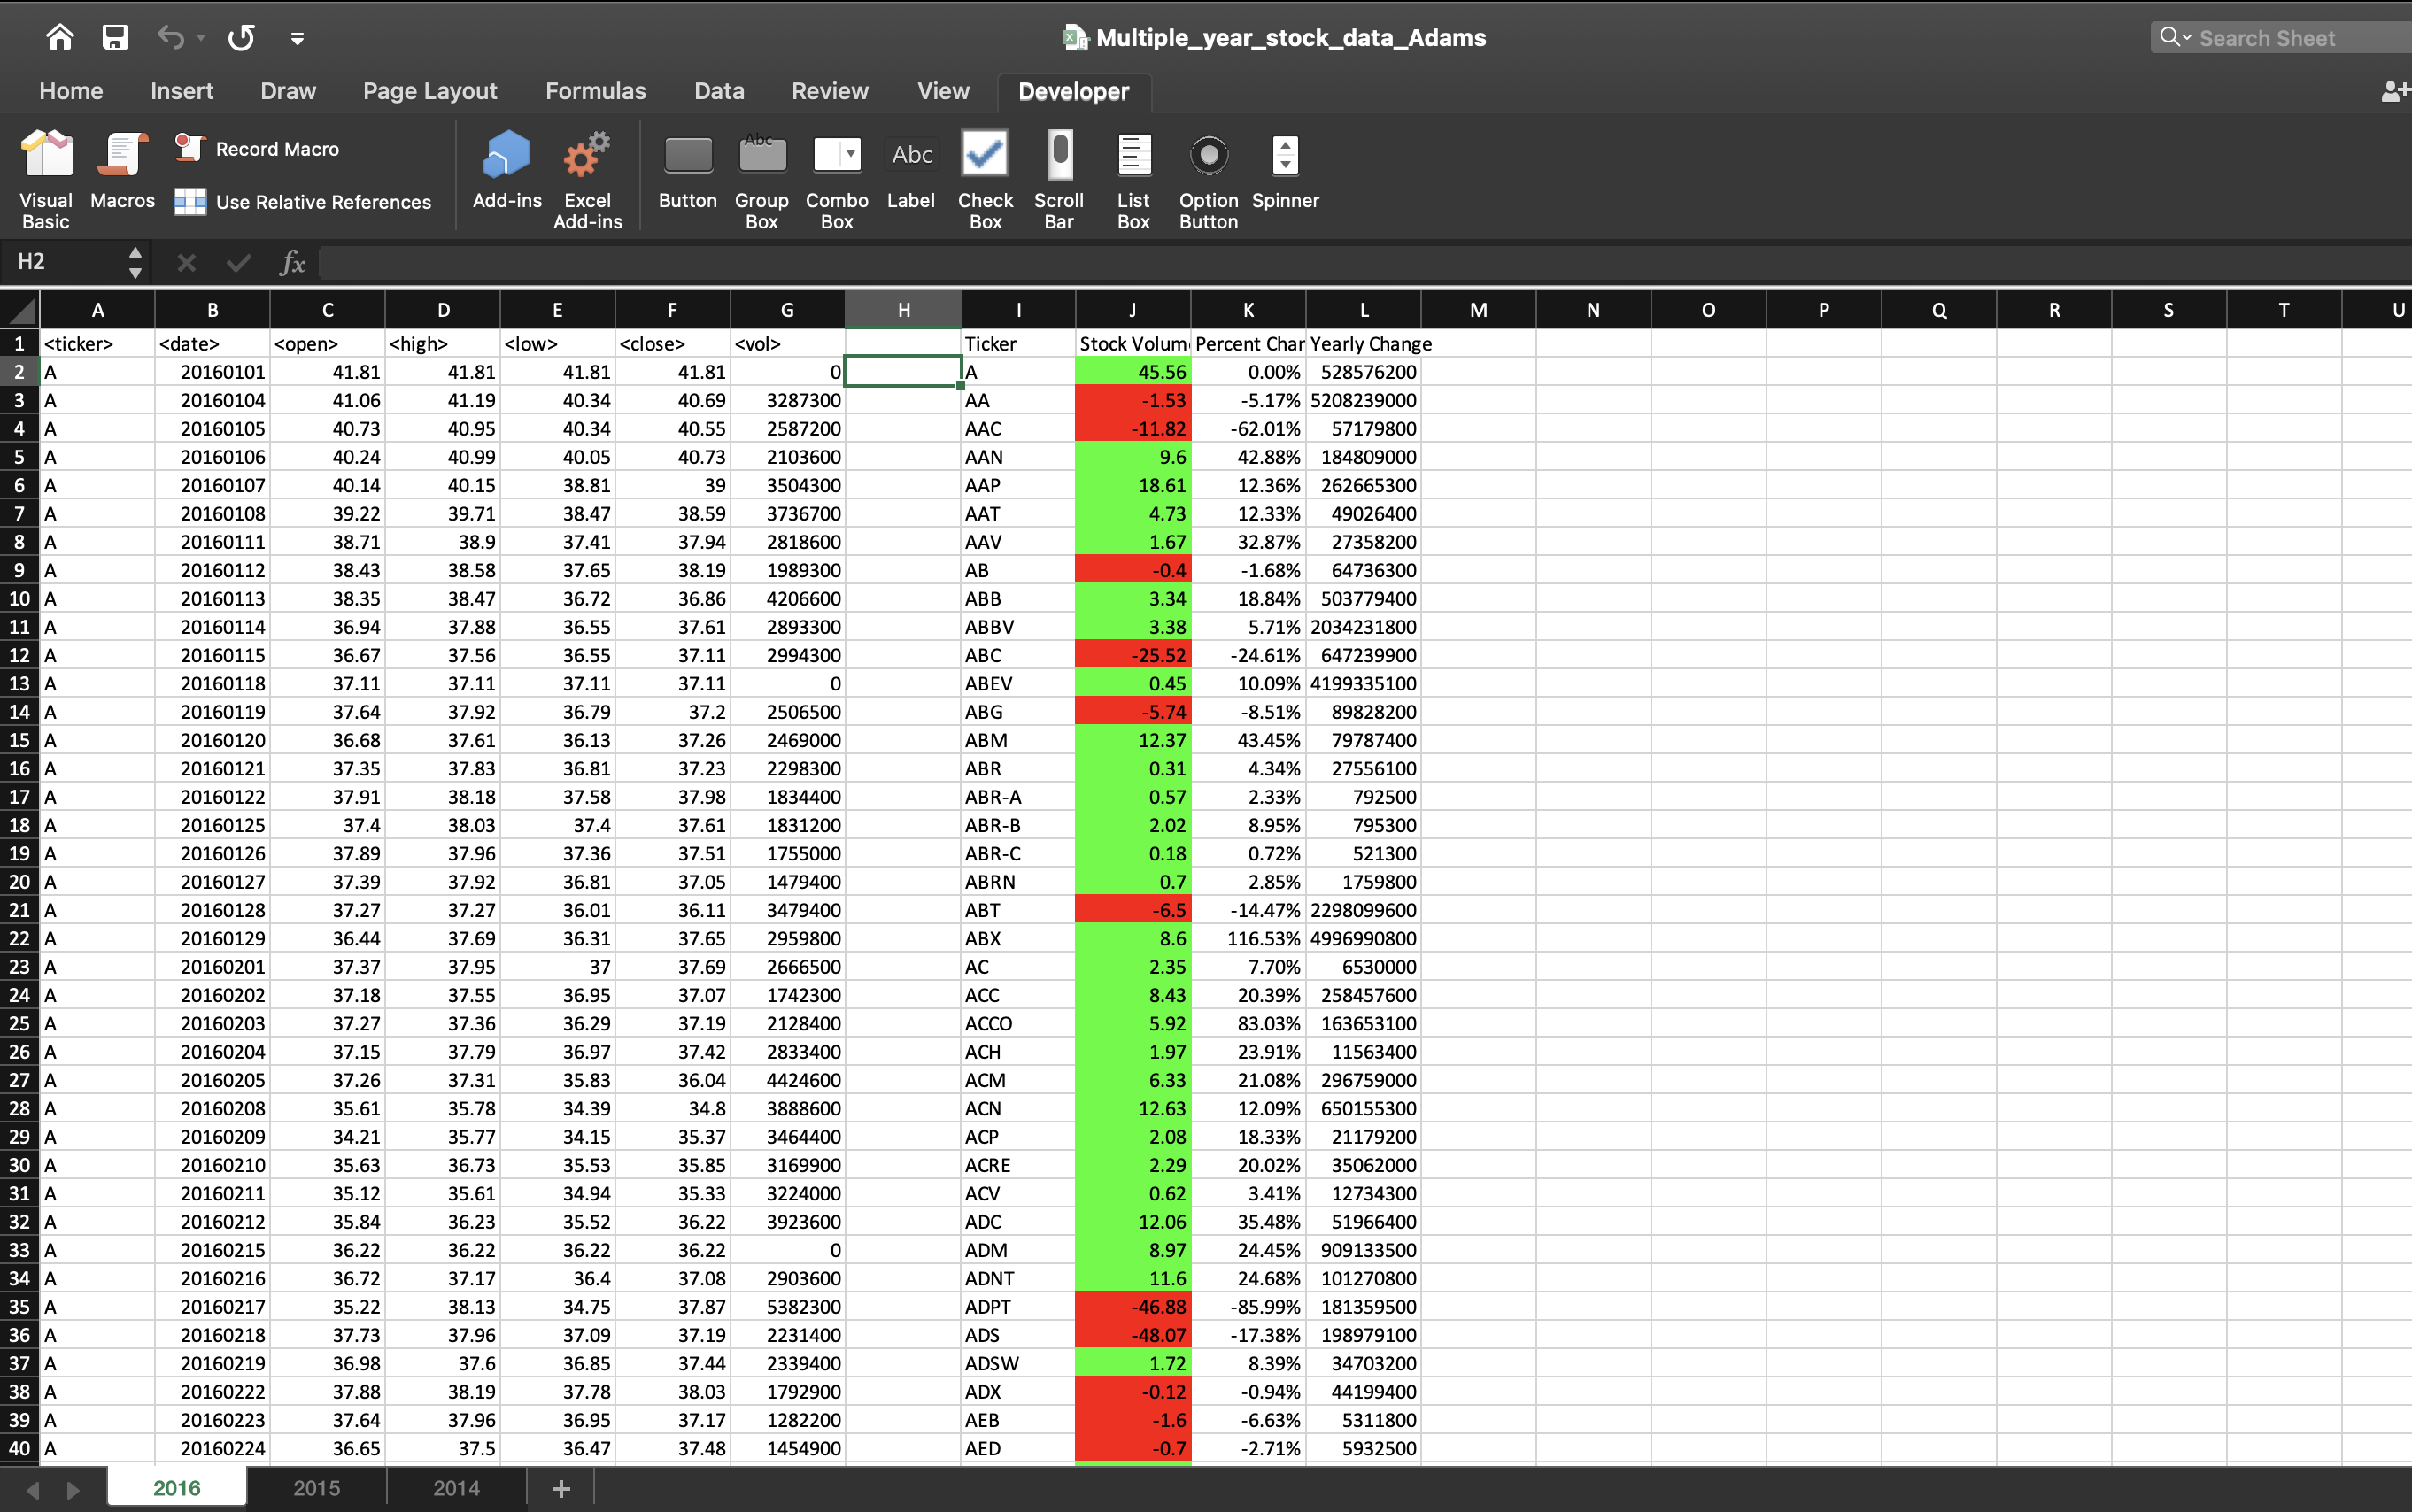 Multiple_year_stock_data_Adams
Search Sheet
Home Insert Draw Page Layout Formulas Data Review View Developer
Visual Basic Macros Record Macro Use Relative References Add-ins Excel Add-ins Button Abc Group Box Combo Box Abc Label Check Box Scroll Bar List Box Option Button Spinner
H2 fx
A B C D E F G H I J K L M N O P Q R S T U
1 <ticker> <date> <open> <high> <low> <close> <vol> Ticker Stock Volum Percent Char Yearly Change
2 A 20160101 41.81 41.81 41.81 41.81 0 A 45.56 0.00% 528576200
3 A 20160104 41.06 41.19 40.34 40.69 3287300 AA -1.53 -5.17% 5208239000
4 A 20160105 40.73 40.95 40.34 40.55 2587200 AAC -11.82 -62.01% 57179800
5 A 20160106 40.24 40.99 40.05 40.73 2103600 AAN 9.6 42.88% 184809000
6 A 20160107 40.14 40.15 38.81 39 3504300 AAP 18.61 12.36% 262665300
7 A 20160108 39.22 39.71 38.47 38.59 3736700 AAT 4.73 12.33% 49026400
8 A 20160111 38.71 38.9 37.41 37.94 2818600 AAV 1.67 32.87% 27358200
9 A 20160112 38.43 38.58 37.65 38.19 1989300 AB -0.4 -1.68% 64736300
10 A 20160113 38.35 38.47 36.72 36.86 4206600 ABB 3.34 18.84% 503779400
11 A 20160114 36.94 37.88 36.55 37.61 2893300 ABBV 3.38 5.71% 2034231800
12 A 20160115 36.67 37.56 36.55 37.11 2994300 ABC -25.52 -24.61% 647239900
13 A 20160118 37.11 37.11 37.11 37.11 0 ABEV 0.45 10.09% 4199335100
14 A 20160119 37.64 37.92 36.79 37.2 2506500 ABG -5.74 -8.51% 89828200
15 A 20160120 36.68 37.61 36.13 37.26 2469000 ABM 12.37 43.45% 79787400
16 A 20160121 37.35 37.83 36.81 37.23 2298300 ABR 0.31 4.34% 27556100
17 A 20160122 37.91 38.18 37.58 37.98 1834400 ABR-A 0.57 2.33% 792500
18 A 20160125 37.4 38.03 37.4 37.61 1831200 ABR-B 2.02 8.95% 795300
19 A 20160126 37.89 37.96 37.36 37.51 1755000 ABR-C 0.18 0.72% 521300
20 A 20160127 37.39 37.92 36.81 37.05 1479400 ABRN 0.7 2.85% 1759800
21 A 20160128 37.27 37.27 36.01 36.11 3479400 ABT -6.5 -14.47% 2298099600
22 A 20160129 36.44 37.69 36.31 37.65 2959800 ABX 8.6 116.53% 4996990800
23 A 20160201 37.37 37.95 37 37.69 2666500 AC 2.35 7.70% 6530000
24 A 20160202 37.18 37.55 36.95 37.07 1742300 ACC 8.43 20.39% 258457600
25 A 20160203 37.27 37.36 36.29 37.19 2128400 ACCO 5.92 83.03% 163653100
26 A 20160204 37.15 37.79 36.97 37.42 2833400 ACH 1.97 23.91% 11563400
27 A 20160205 37.26 37.31 35.83 36.04 4424600 ACM 6.33 21.08% 296759000
28 A 20160208 35.61 35.78 34.39 34.8 3888600 ACN 12.63 12.09% 650155300
29 A 20160209 34.21 35.77 34.15 35.37 3464400 ACP 2.08 18.33% 21179200
30 A 20160210 35.63 36.73 35.53 35.85 3169900 ACRE 2.29 20.02% 35062000
31 A 20160211 35.12 35.61 34.94 35.33 3224000 ACV 0.62 3.41% 12734300
32 A 20160212 35.84 36.23 35.52 36.22 3923600 ADC 12.06 35.48% 51966400
33 A 20160215 36.22 36.22 36.22 36.22 0 ADM 8.97 24.45% 909133500
34 A 20160216 36.72 37.17 36.4 37.08 2903600 ADNT 11.6 24.68% 101270800
35 A 20160217 35.22 38.13 34.75 37.87 5382300 ADPT -46.88 -85.99% 181359500
36 A 20160218 37.73 37.96 37.09 37.19 2231400 ADS -48.07 -17.38% 198979100
37 A 20160219 36.98 37.6 36.85 37.44 2339400 ADSW 1.72 8.39% 34703200
38 A 20160222 37.88 38.19 37.78 38.03 1792900 ADX -0.12 -0.94% 44199400
39 A 20160223 37.64 37.96 36.95 37.17 1282200 AEB -1.6 -6.63% 5311800
40 A 20160224 36.65 37.5 36.47 37.48 1454900 AED -0.7 -2.71% 5932500
2016 2015 2014 +